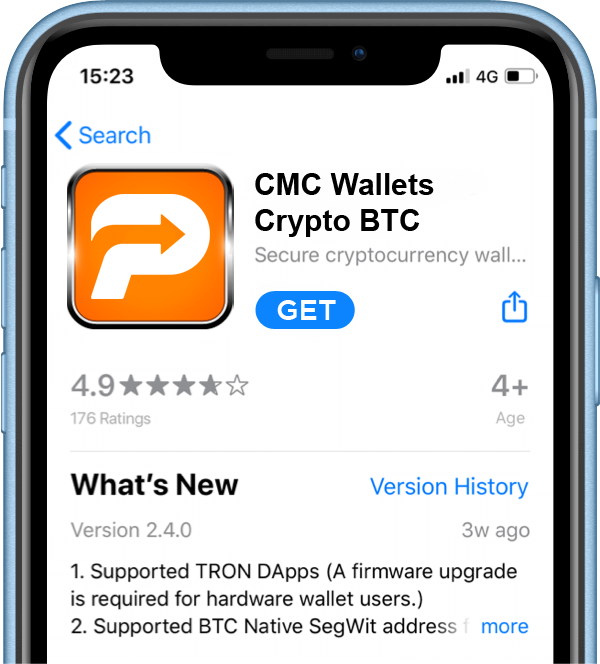 15:23
4G
Search
CMC Wallets
Crypto BTC
Secure cryptocurrency wall...
GET
4.9
4+
176 Ratings
Age
What's New
Version History
Version 2.4.0
3w ago
1. Supported TRON DApps (A firmware upgrade
is required for hardware wallet users.)
2. Supported BTC Native SegWit address f more